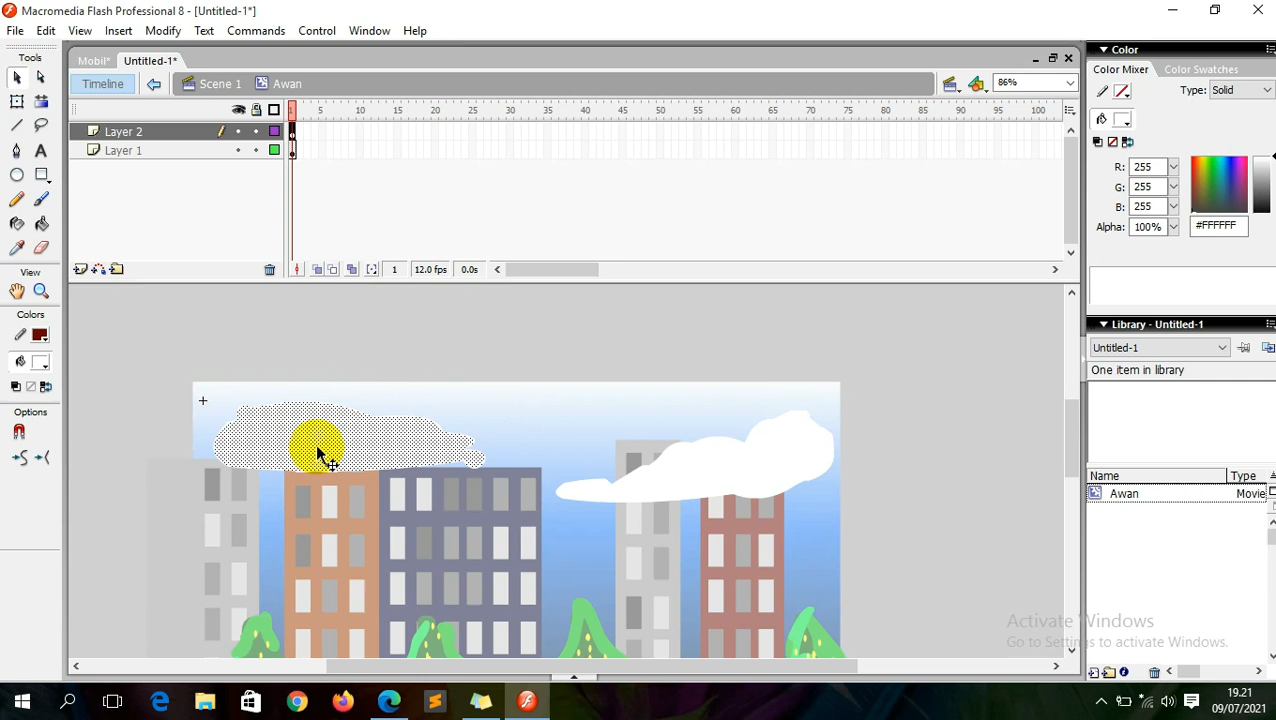 Macromedia Flash Professional 8 - [Untitled-1*]
File Edit View Insert Modify Text Commands Control Window Help
Tools
View
Colors
Options
Mobil* Untitled-1*
Timeline Scene 1 Awan 86%
5 10 15 20 25 30 35 40 45 50 55 60 65 70 75 80 85 90 95 100
Layer 2
Layer 1
1 12.0 fps 0.0s
Color
Color Mixer Color Swatches
Type: Solid
R: 255
G: 255
B: 255
Alpha: 100% #FFFFFF
Library - Untitled-1
Untitled-1
One item in library
Name Type
Awan Movie
Activate Windows
Go to Settings to activate Windows.
19.21
09/07/2021